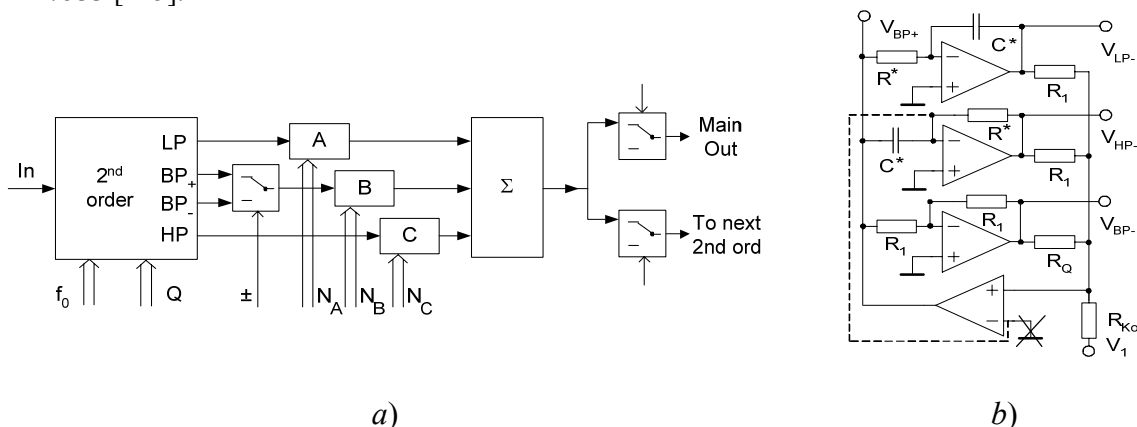 In
2nd
order
LP
BP+
BP-
HP
A
B
C
Σ
Main
Out
To next
2nd ord
f0
Q
±
NA
NB
NC
a)
VBP+
C*
R*
VLP-
R1
R*
C*
VHP-
R1
R1
R1
VBP-
RQ
RKo
V1
b)